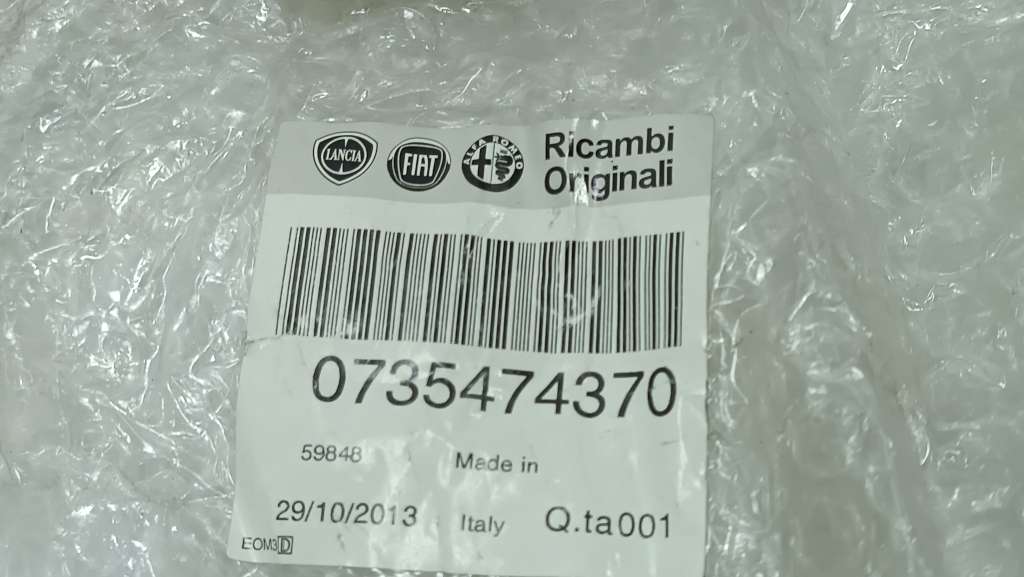 LANCIA
FIAT
ALFA ROMEO
Ricambi
Originali
0735474370
59848
Made in
29/10/2013
Italy
Q.ta001
EOM3D